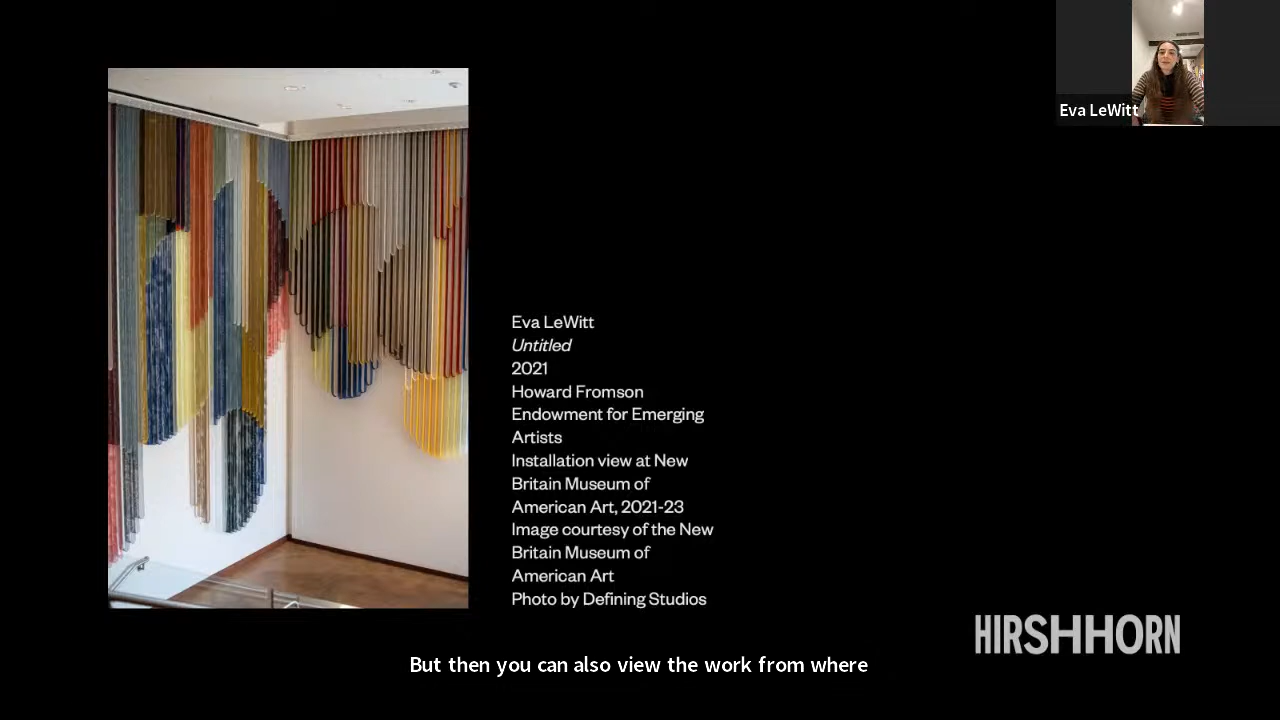 Eva LeWitt
Eva LeWitt
Untitled
2021
Howard Fromson
Endowment for Emerging
Artists
Installation view at New
Britain Museum of
American Art, 2021-23
Image courtesy of the New
Britain Museum of
American Art
Photo by Defining Studios
HIRSHHORN
But then you can also view the work from where